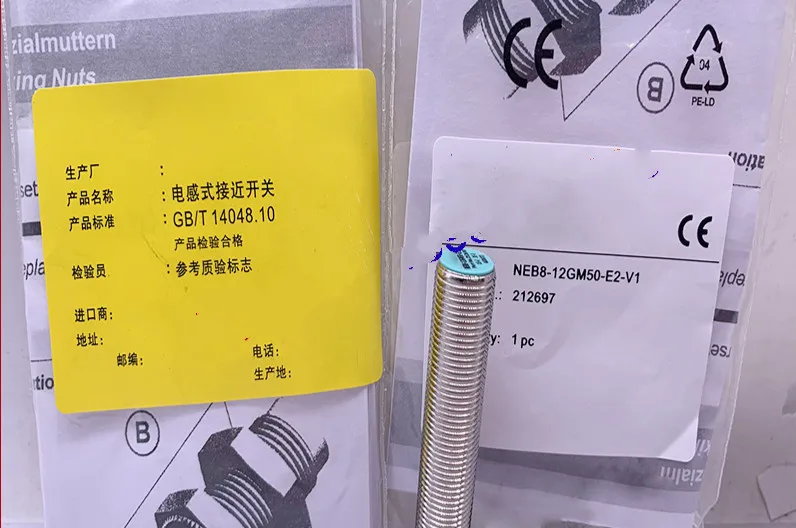 zialmuttern
ing Nuts
生产厂 :
产品名称 : 电感式接近开关
产品标准 : GB/T 14048.10
产品检验合格
检验员 : 参考质验标志
进口商:
地址:
邮编: 电话:
生产地:
B
CE
B
04
PE-LD
CE
NEB8-12GM50-E2-V1
212697
y: 1 pc